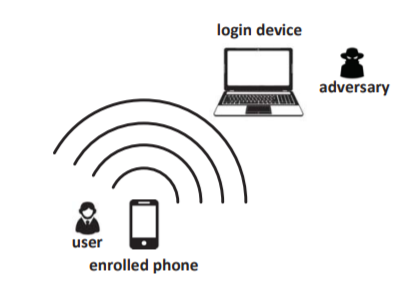 login device
adversary
user
enrolled phone